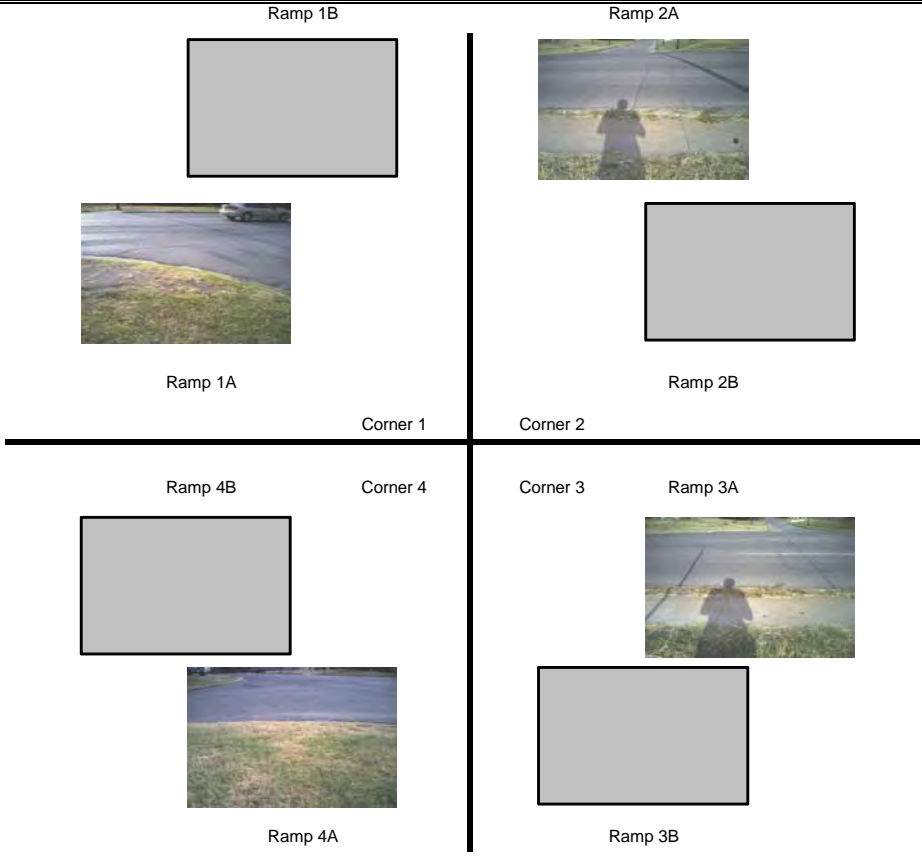 Ramp 1B Ramp 2A
Ramp 1A Ramp 2B
Corner 1 Corner 2
Ramp 4B Corner 4 Corner 3 Ramp 3A
Ramp 4A Ramp 3B